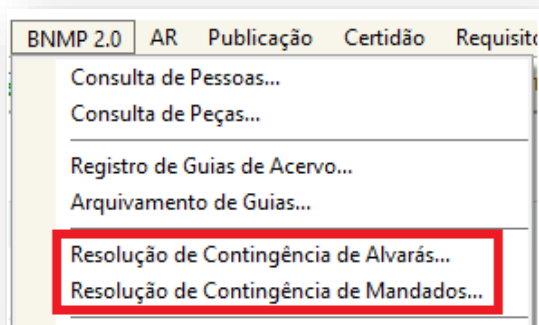 BNMP 2.0 AR Publicação Certidão
Consulta de Pessoas...
Consulta de Peças...
Registro de Guias de Acervo...
Arquivamento de Guias...
Resolução de Contingência de Alvarás...
Resolução de Contingência de Mandados...